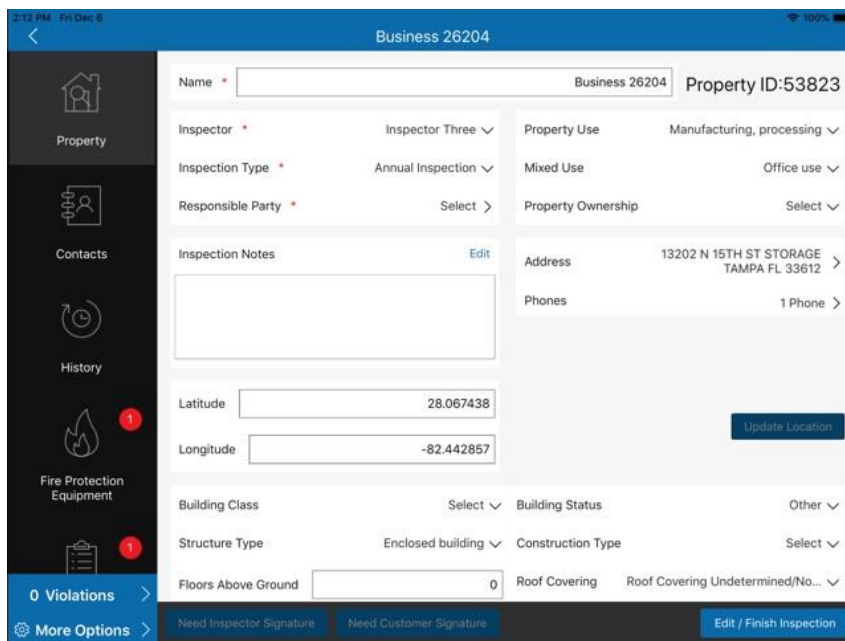 2:12 PM Fri Dec 6
100%
Business 26204
Property
Contacts
History
1
Fire Protection
Equipment
1
0 Violations
More Options
Name * Business 26204 Property ID:53823
Inspector * Inspector Three
Property Use Manufacturing, processing
Inspection Type * Annual Inspection
Mixed Use Office use
Responsible Party * Select
Property Ownership Select
Inspection Notes Edit
Address 13202 N 15TH ST STORAGE
TAMPA FL 33612
Phones 1 Phone
Latitude 28.067438
Longitude -82.442857
Update Location
Building Class Select
Building Status Other
Structure Type Enclosed building
Construction Type Select
Floors Above Ground 0
Roof Covering Roof Covering Undetermined/No...
Need Inspector Signature
Need Customer Signature
Edit / Finish Inspection